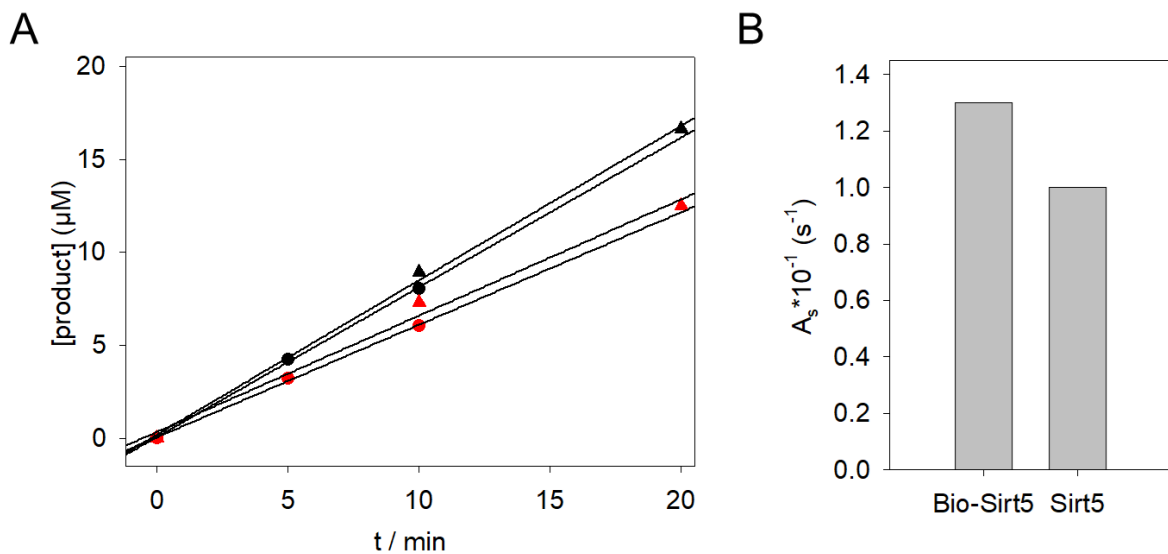 A
20
15
10
5
0
[product] (µM)
0 5 10 15 20
t / min
B
1.4
1.2
1.0
0.8
0.6
0.4
0.2
0.0
Aₛ*10⁻¹ (s⁻¹)
Bio-Sirt5 Sirt5